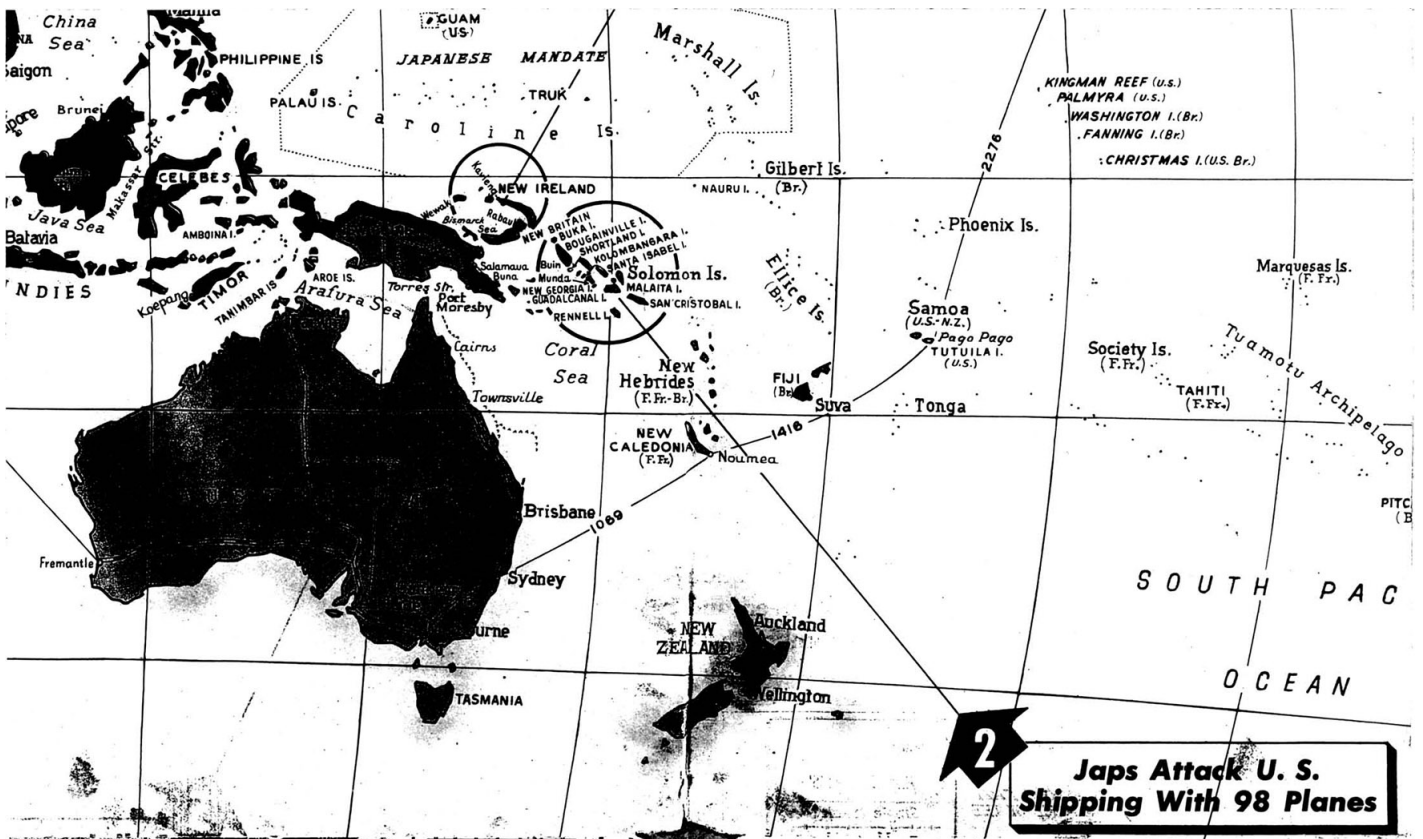 China
Sea
Manila
GUAM
(U.S.)
JAPANESE MANDATE
Marshall Is.
PHILIPPINE IS
Saigon
PALAU IS.
TRUK
Caroline Is.
Brunei
Makassar Str.
CELEBES
Java Sea
Batavia
AMBOINA I.
NDIES
Koepang
TIMOR
TANIMBAR IS
AROE IS.
Arafura Sea
Torres Str.
Port
Moresby
Kavieng
NEW IRELAND
Wewak
Bismarck
Sea
Rabaul
NEW BRITAIN
BUKA I.
BOUGAINVILLE I.
SHORTLAND I.
KOLOMBANGARA I.
SANTA ISABEL I.
Salamaua
Buna
Buin
Munda
Solomon Is.
NEW GEORGIA I.
MALAITA I.
GUADALCANAL I.
SAN CRISTOBAL I.
RENNELL I.
Coral
Sea
Cairns
Townsville
NAURU I.
Gilbert Is.
(Br.)
2276
KINGMAN REEF (U.S.)
PALMYRA (U.S.)
WASHINGTON I. (Br.)
FANNING I. (Br.)
CHRISTMAS I. (U.S. Br.)
Phoenix Is.
Ellice Is.
(Br.)
Samoa
(U.S.-N.Z.)
Pago Pago
TUTUILA I.
(U.S.)
Marquesas Is.
(F. Fr.)
Society Is.
(F. Fr.)
TAHITI
(F. Fr.)
Tuamotu Archipelago
New
Hebrides
(F. Fr.-Br.)
FIJI
(Br)
Suva
Tonga
NEW
CALEDONIA
(F. Fr.)
Noumea
1416
1069
Brisbane
Fremantle
Sydney
urne
TASMANIA
NEW
ZEALAND
Auckland
Wellington
PITC
(B
SOUTH PAC
OCEAN
2
Japs Attack U. S.
Shipping With 98 Planes